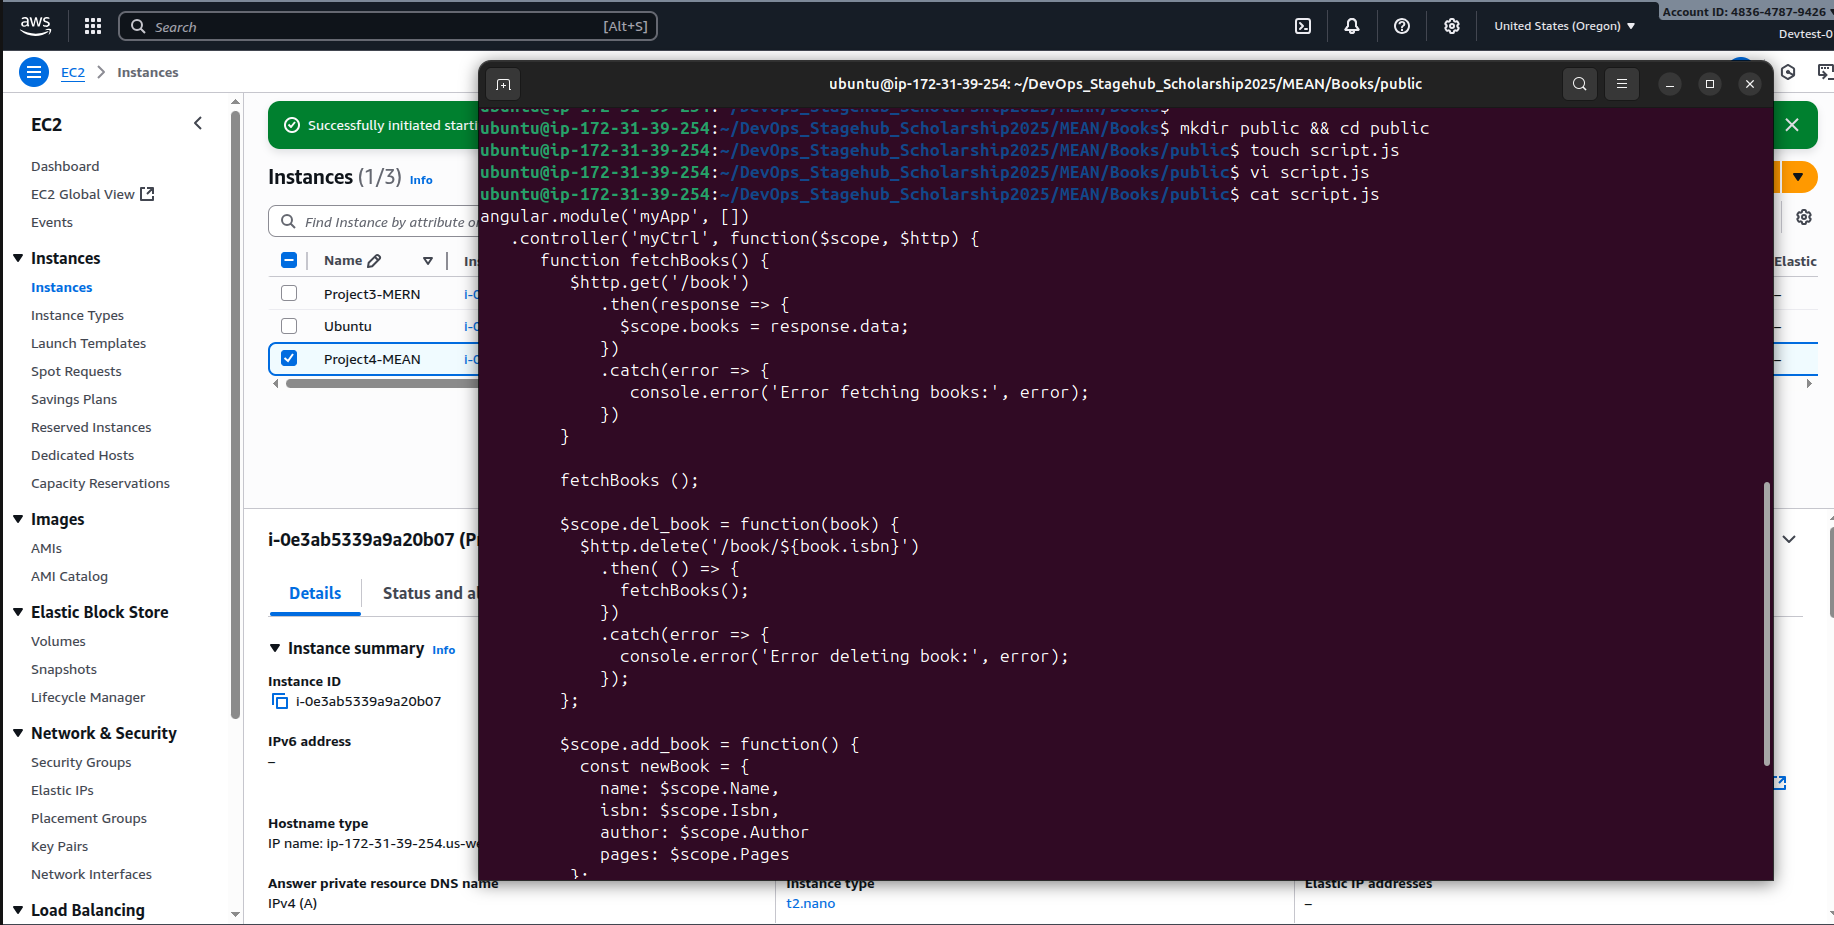 aws
Search
[Alt+S]
United States (Oregon)
Account ID: 4836-4787-9426
Devtest-0
EC2
Instances
EC2
Dashboard
EC2 Global View
Events
Instances
Instances
Instance Types
Launch Templates
Spot Requests
Savings Plans
Reserved Instances
Dedicated Hosts
Capacity Reservations
Images
AMIs
AMI Catalog
Elastic Block Store
Volumes
Snapshots
Lifecycle Manager
Network & Security
Security Groups
Elastic IPs
Placement Groups
Key Pairs
Network Interfaces
Load Balancing
Successfully initiated starti
Instances (1/3) Info
Find Instance by attribute o
Name
In
Elastic
Project3-MERN
i-0
–
Ubuntu
i-0
–
Project4-MEAN
i-0
–
i-0e3ab5339a9a20b07 (P
Details
Status and al
Instance summary Info
Instance ID
i-0e3ab5339a9a20b07
IPv6 address
–
Hostname type
IP name: ip-172-31-39-254.us-w
Answer private resource DNS name
IPv4 (A)
Instance type
t2.nano
Elastic IP addresses
–
ubuntu@ip-172-31-39-254: ~/DevOps_Stagehub_Scholarship2025/MEAN/Books/public
ubuntu@ip-172-31-39-254:~/DevOps_Stagehub_Scholarship2025/MEAN/Books$
ubuntu@ip-172-31-39-254:~/DevOps_Stagehub_Scholarship2025/MEAN/Books$ mkdir public && cd public
ubuntu@ip-172-31-39-254:~/DevOps_Stagehub_Scholarship2025/MEAN/Books/public$ touch script.js
ubuntu@ip-172-31-39-254:~/DevOps_Stagehub_Scholarship2025/MEAN/Books/public$ vi script.js
ubuntu@ip-172-31-39-254:~/DevOps_Stagehub_Scholarship2025/MEAN/Books/public$ cat script.js
angular.module('myApp', [])
.controller('myCtrl', function($scope, $http) {
function fetchBooks() {
$http.get('/book')
.then(response => {
$scope.books = response.data;
})
.catch(error => {
console.error('Error fetching books:', error);
})
}
fetchBooks ();
$scope.del_book = function(book) {
$http.delete('/book/${book.isbn}')
.then( () => {
fetchBooks();
})
.catch(error => {
console.error('Error deleting book:', error);
});
};
$scope.add_book = function() {
const newBook = {
name: $scope.Name,
isbn: $scope.Isbn,
author: $scope.Author
pages: $scope.Pages
};